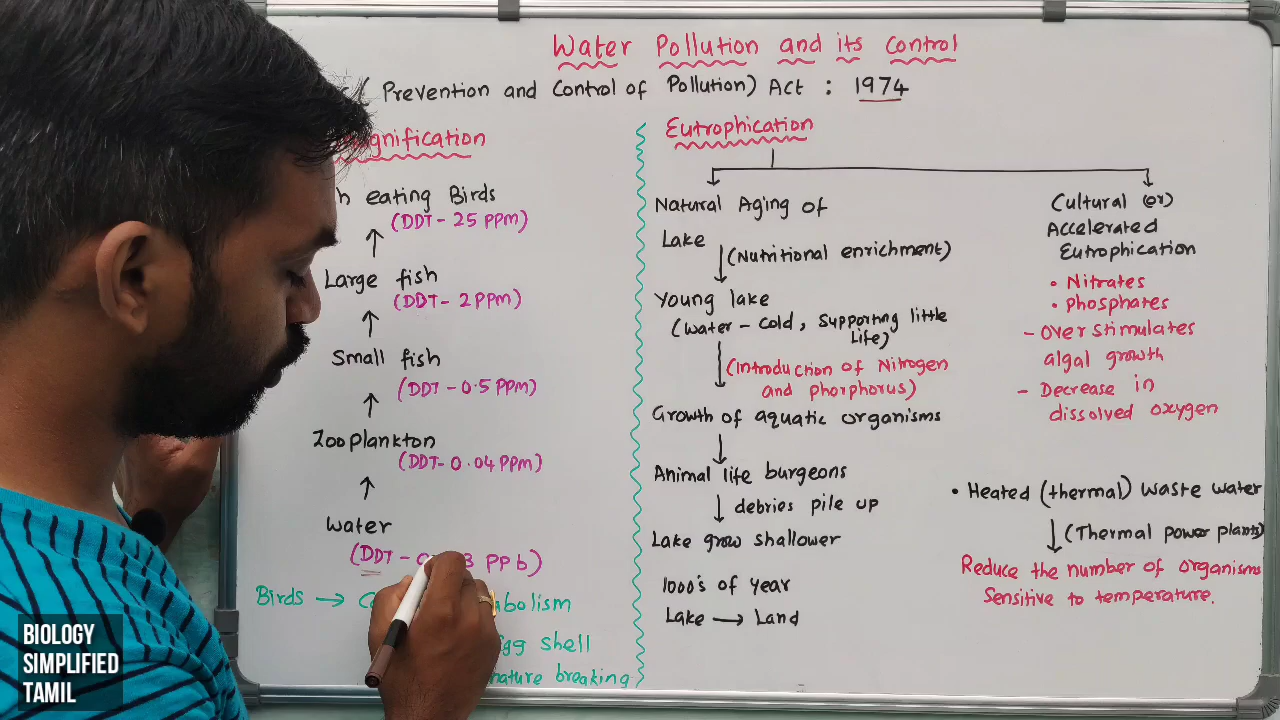 Water Pollution and its Control
( Prevention and Control of Pollution) Act : 1974
gnification
h eating Birds
(DDT - 25 PPm)
Large fish
(DDT - 2 PPm)
Small fish
(DDT - 0.5 PPm)
Zooplankton
(DDT - 0.04 PPm)
Water
(DDT - 3 PPb)
Birds → bolism
Egg shell
mature breaking
Eutrophication
Natural Aging of
Lake
(Nutritional enrichment)
Young lake
(Water - Cold, Supporting little
life)
(Introduction of Nitrogen
and phorphorus)
Growth of aquatic organisms
Animal life burgeons
debries pile up
Lake grow shallower
1000's of year
Lake → Land
Cultural (or)
Accelerated
Eutrophication
• Nitrates
• Phosphates
- Over stimulates
algal growth
- Decrease in
dissolved oxygen
• Heated (thermal) waste water
(Thermal power plants)
Reduce the number of organisms
Sensitive to temperature.
BIOLOGY
SIMPLIFIED
TAMIL